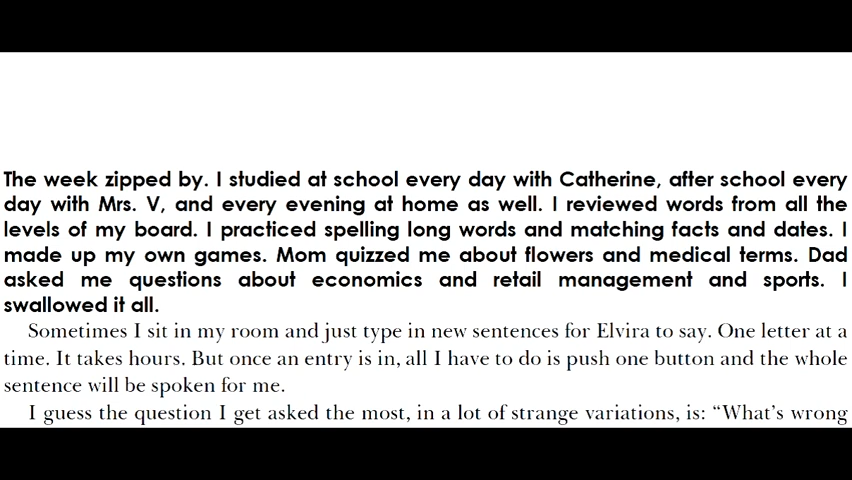 The week zipped by. I studied at school every day with Catherine, after school every
day with Mrs. V, and every evening at home as well. I reviewed words from all the
levels of my board. I practiced spelling long words and matching facts and dates. I
made up my own games. Mom quizzed me about flowers and medical terms. Dad
asked me questions about economics and retail management and sports. I
swallowed it all.
Sometimes I sit in my room and just type in new sentences for Elvira to say. One letter at a
time. It takes hours. But once an entry is in, all I have to do is push one button and the whole
sentence will be spoken for me.
I guess the question I get asked the most, in a lot of strange variations, is: “What’s wrong